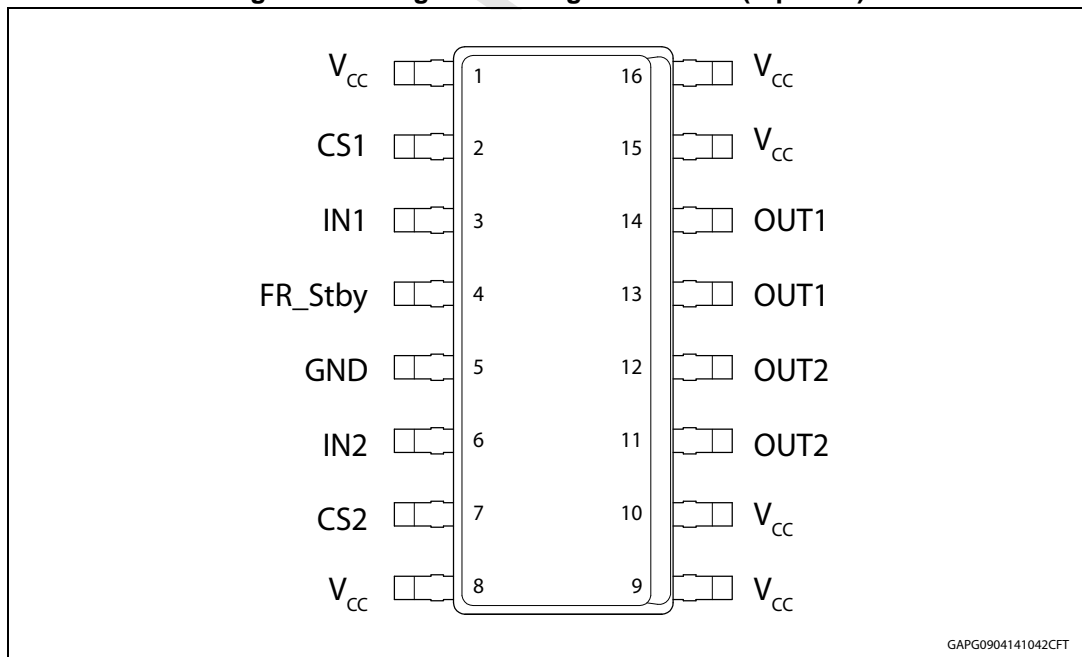 V_CC 1 16 V_CC
CS1 2 15 V_CC
IN1 3 14 OUT1
FR_Stby 4 13 OUT1
GND 5 12 OUT2
IN2 6 11 OUT2
CS2 7 10 V_CC
V_CC 8 9 V_CC
GAPG0904141042CFT